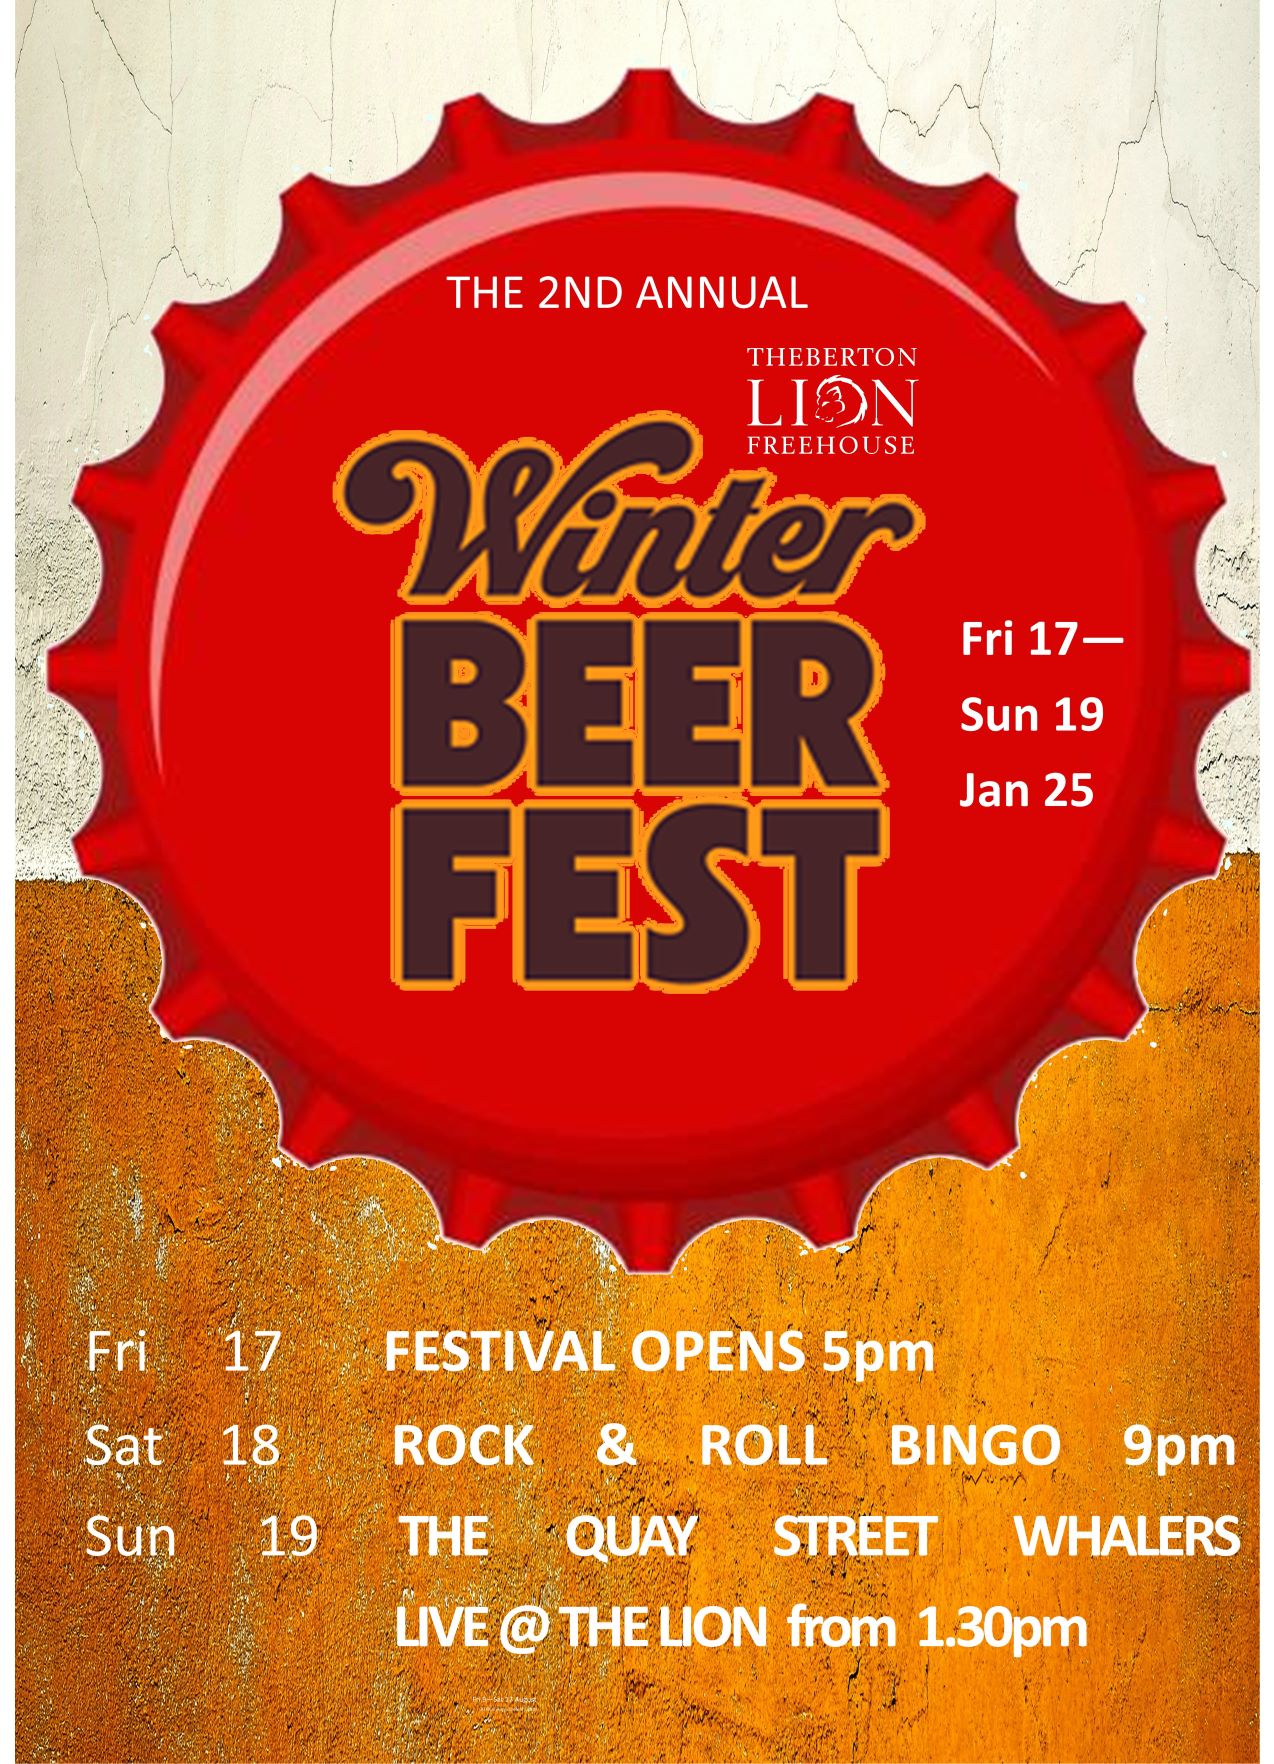 THE 2ND ANNUAL
THEBERTON
LION
FREEHOUSE
Winter
BEER
FEST
Fri 17—
Sun 19
Jan 25
Fri 17 FESTIVAL OPENS 5pm
Sat 18 ROCK & ROLL BINGO 9pm
Sun 19 THE QUAY STREET WHALERS
LIVE @ THE LION from 1.30pm